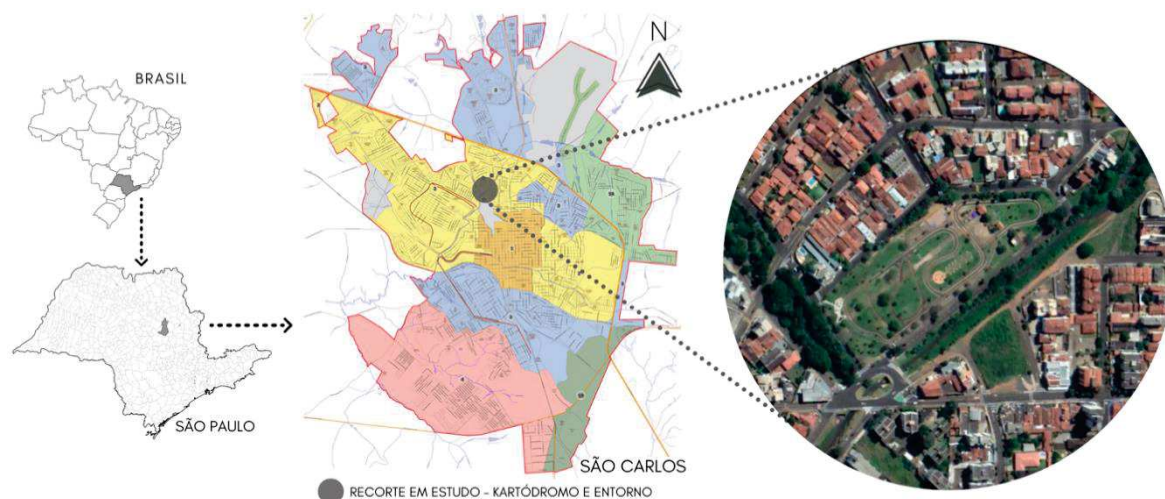 BRASIL
SÃO PAULO
N
SÃO CARLOS
RECORTE EM ESTUDO - KARTÓDROMO E ENTORNO